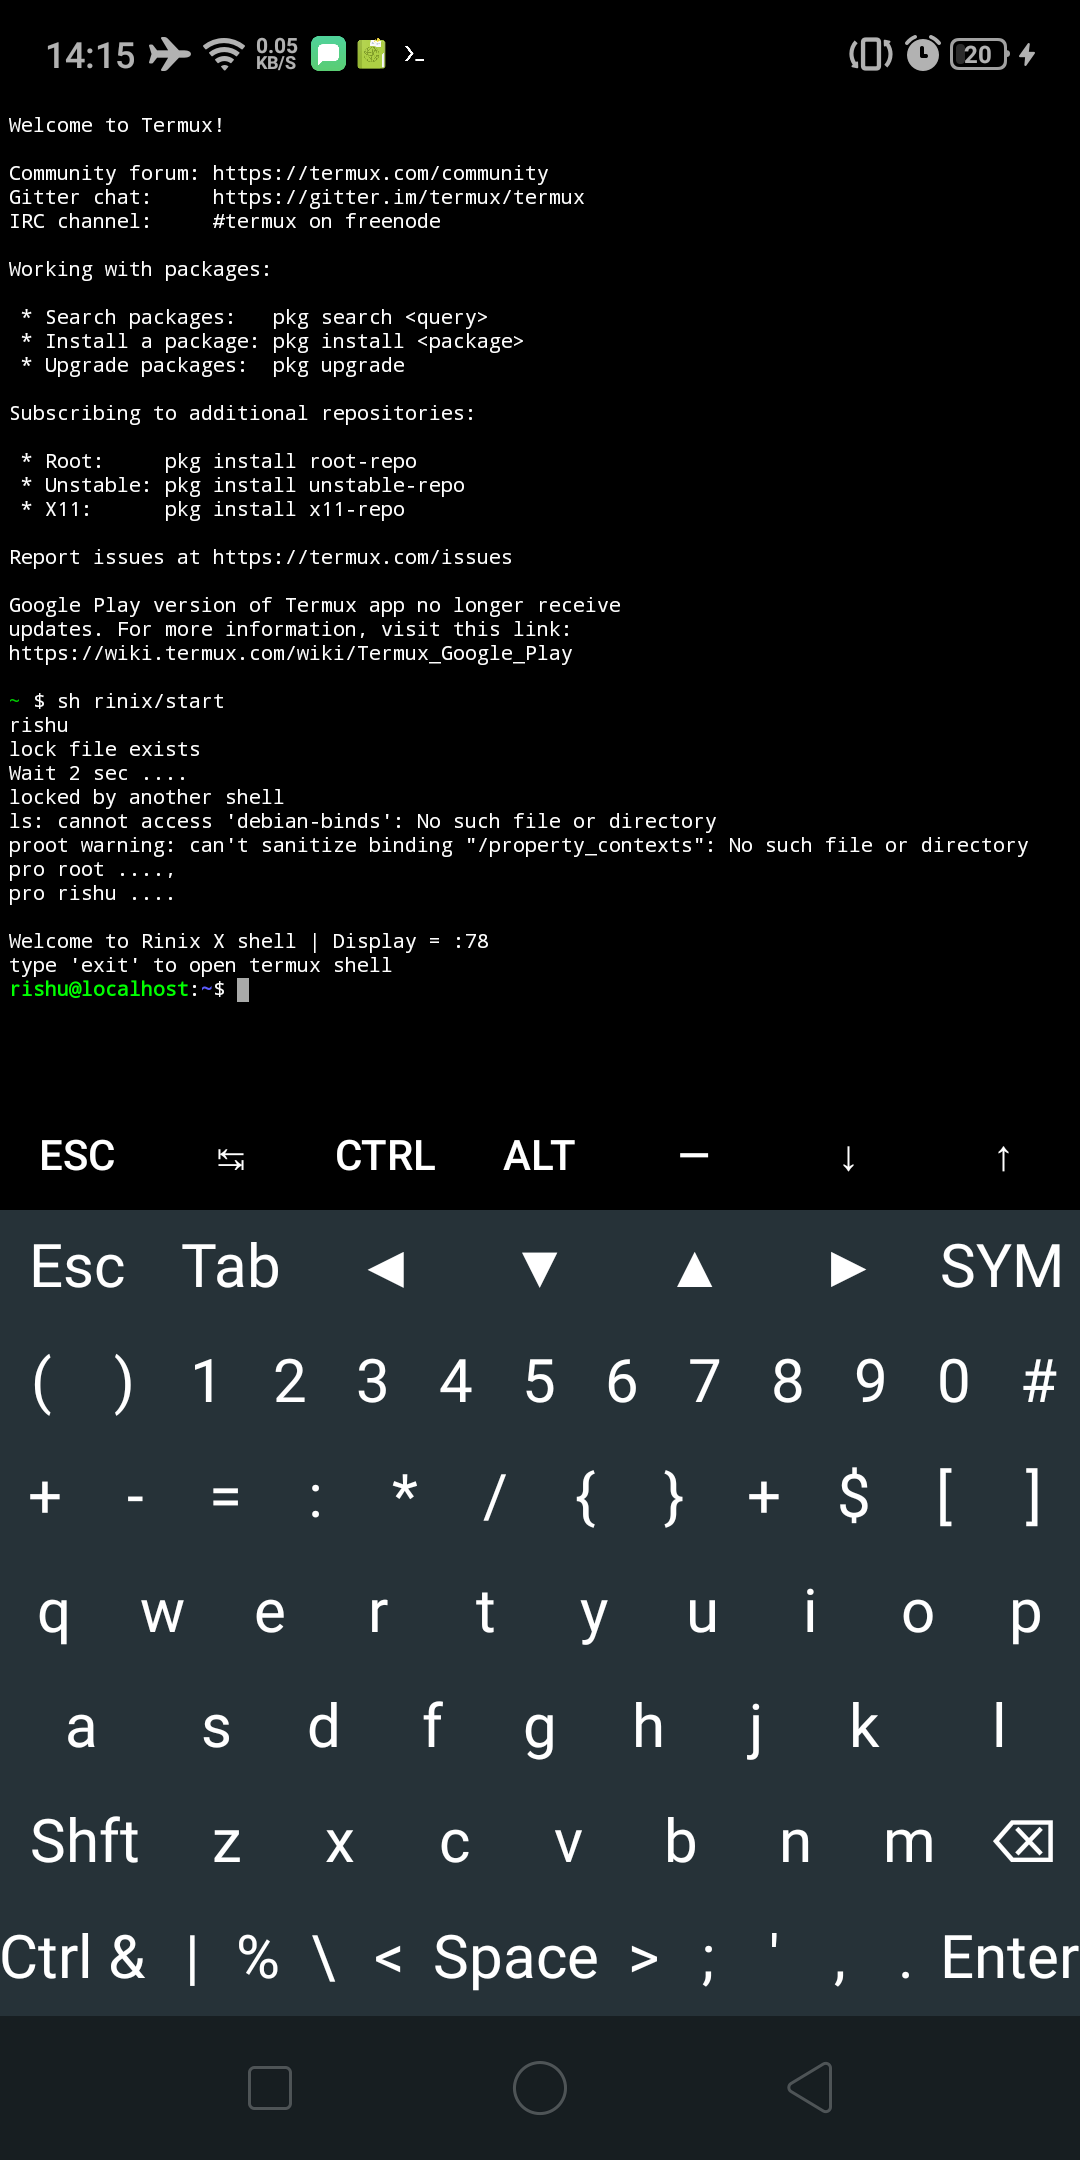 14:15 0.05 KB/S 20
Welcome to Termux!
Community forum: https://termux.com/community
Gitter chat:     https://gitter.im/termux/termux
IRC channel:     #termux on freenode
Working with packages:
* Search packages:   pkg search <query>
* Install a package: pkg install <package>
* Upgrade packages:  pkg upgrade
Subscribing to additional repositories:
* Root:     pkg install root-repo
* Unstable: pkg install unstable-repo
* X11:      pkg install x11-repo
Report issues at https://termux.com/issues
Google Play version of Termux app no longer receive
updates. For more information, visit this link:
https://wiki.termux.com/wiki/Termux_Google_Play
~ $ sh rinix/start
rishu
lock file exists
Wait 2 sec ....
locked by another shell
ls: cannot access 'debian-binds': No such file or directory
proot warning: can't sanitize binding "/property_contexts": No such file or directory
pro root ....,
pro rishu ....
Welcome to Rinix X shell | Display = :78
type 'exit' to open termux shell
rishu@localhost:~$
ESC ↹ CTRL ALT — ↓ ↑
Esc Tab ◀ ▼ ▲ ▶ SYM
( ) 1 2 3 4 5 6 7 8 9 0 #
+ - = : * / { } + $ [ ]
q w e r t y u i o p
a s d f g h j k l
Shft z x c v b n m ⌫
Ctrl & | % \ < Space > ; ' , . Enter